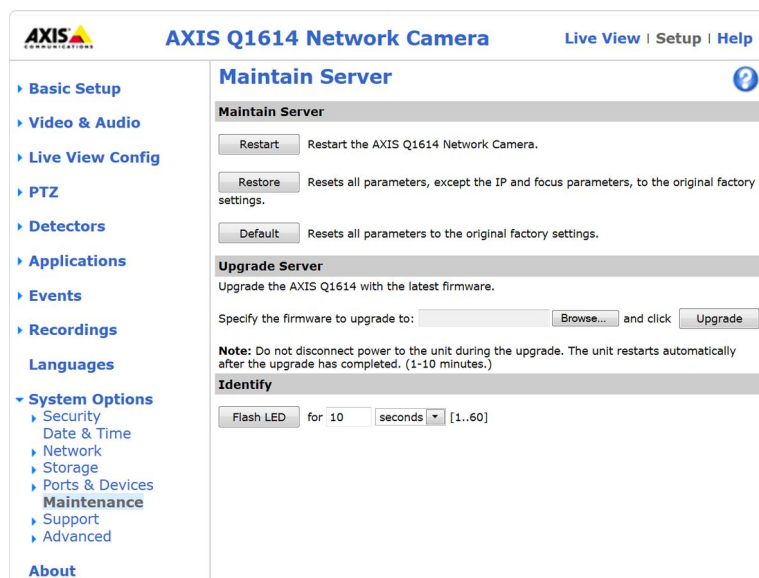 AXIS
COMMUNICATIONS
AXIS Q1614 Network Camera
Live View | Setup | Help
Basic Setup
Video & Audio
Live View Config
PTZ
Detectors
Applications
Events
Recordings
Languages
System Options
Security
Date & Time
Network
Storage
Ports & Devices
Maintenance
Support
Advanced
About
Maintain Server
?
Maintain Server
Restart Restart the AXIS Q1614 Network Camera.
Restore Resets all parameters, except the IP and focus parameters, to the original factory
settings.
Default Resets all parameters to the original factory settings.
Upgrade Server
Upgrade the AXIS Q1614 with the latest firmware.
Specify the firmware to upgrade to: Browse... and click Upgrade
Note: Do not disconnect power to the unit during the upgrade. The unit restarts automatically
after the upgrade has completed. (1-10 minutes.)
Identify
Flash LED for 10 seconds [1..60]